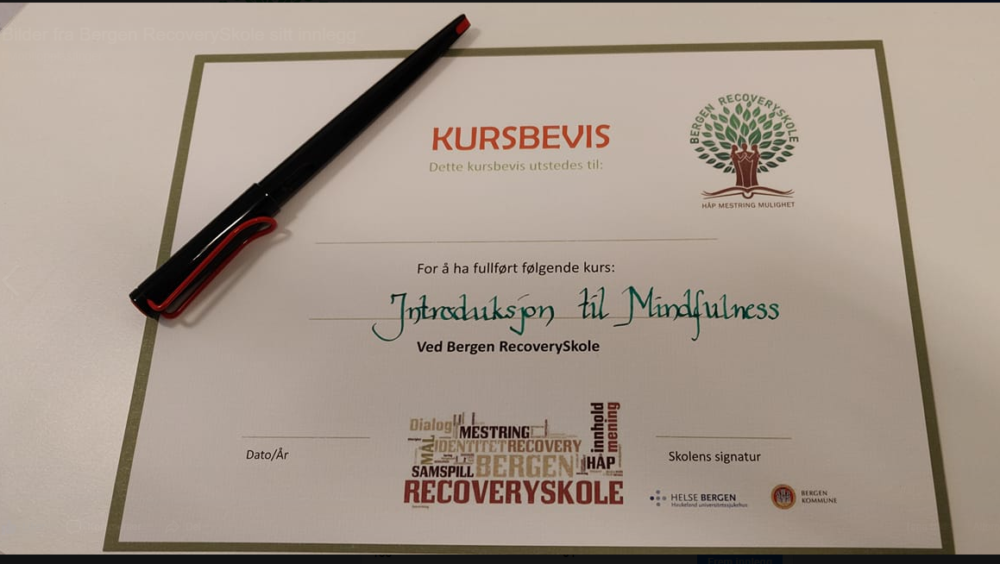 Bilder fra Bergen RecoverySkole sitt innlegg
KURSBEVIS
Dette kursbevis utstedes til:
BERGEN RECOVERYSKOLE
HÅP MESTRING MULIGHET
For å ha fullført følgende kurs:
Introduksjon til Mindfulness
Ved Bergen RecoverySkole
Dato/År
Dialog
MESTRING
innhold
mening
MÅL
IDENTITET RECOVERY
SAMSPILL BERGEN HÅP
RECOVERYSKOLE
Skolens signatur
HELSE BERGEN
Haukeland universitetssjukehus
BERGEN
KOMMUNE